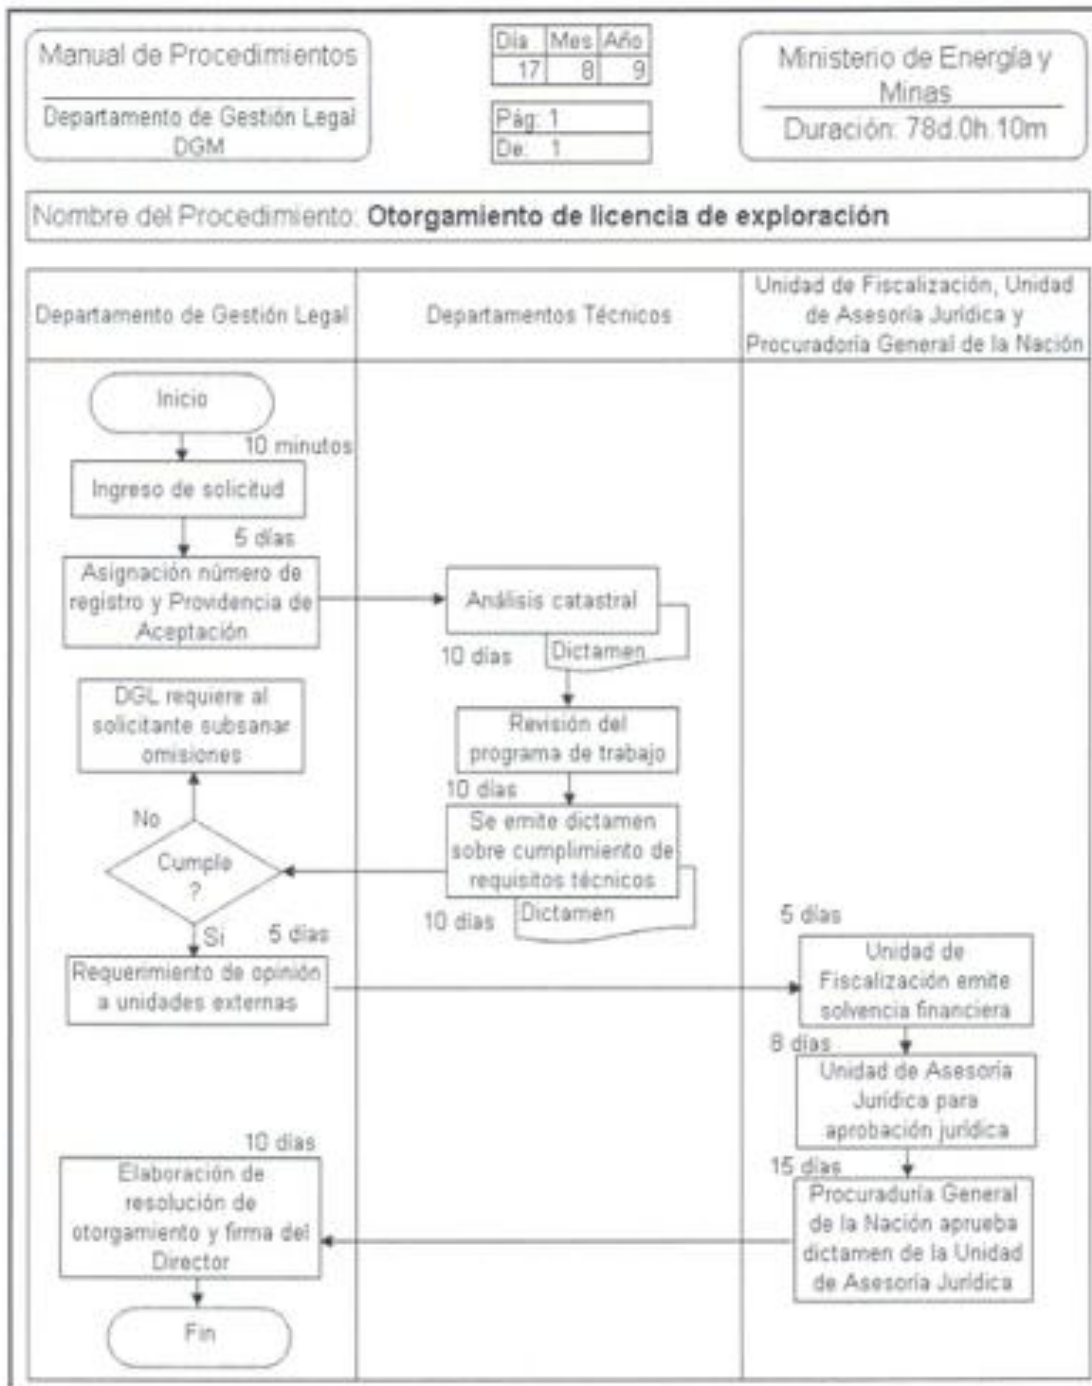 Manual de Procedimientos
Departamento de Gestión Legal
DGM
Día Mes Año
17 8 9
Pág: 1
De: 1
Ministerio de Energía y
Minas
Duración: 78d.0h.10m
Nombre del Procedimiento: Otorgamiento de licencia de exploración
Departamento de Gestión Legal
Departamentos Técnicos
Unidad de Fiscalización, Unidad
de Asesoría Jurídica y
Procuradoría General de la Nación
Inicio
10 minutos
Ingreso de solicitud
5 días
Asignación número de
registro y Providencia de
Aceptación
Análisis catastral
10 días
Dictamen
DGL requiere al
solicitante subsanar
omisiones
Revisión del
programa de trabajo
10 días
No
Se emite dictamen
sobre cumplimiento de
requisitos técnicos
Cumple
?
10 días
Dictamen
Si
5 días
Requerimiento de opinión
a unidades externas
5 días
Unidad de
Fiscalización emite
solvencia financiera
8 días
Unidad de Asesoría
Jurídica para
aprobación jurídica
15 días
Procuraduría General
de la Nación aprueba
dictamen de la Unidad
de Asesoría Jurídica
10 días
Elaboración de
resolución de
otorgamiento y firma del
Director
Fin